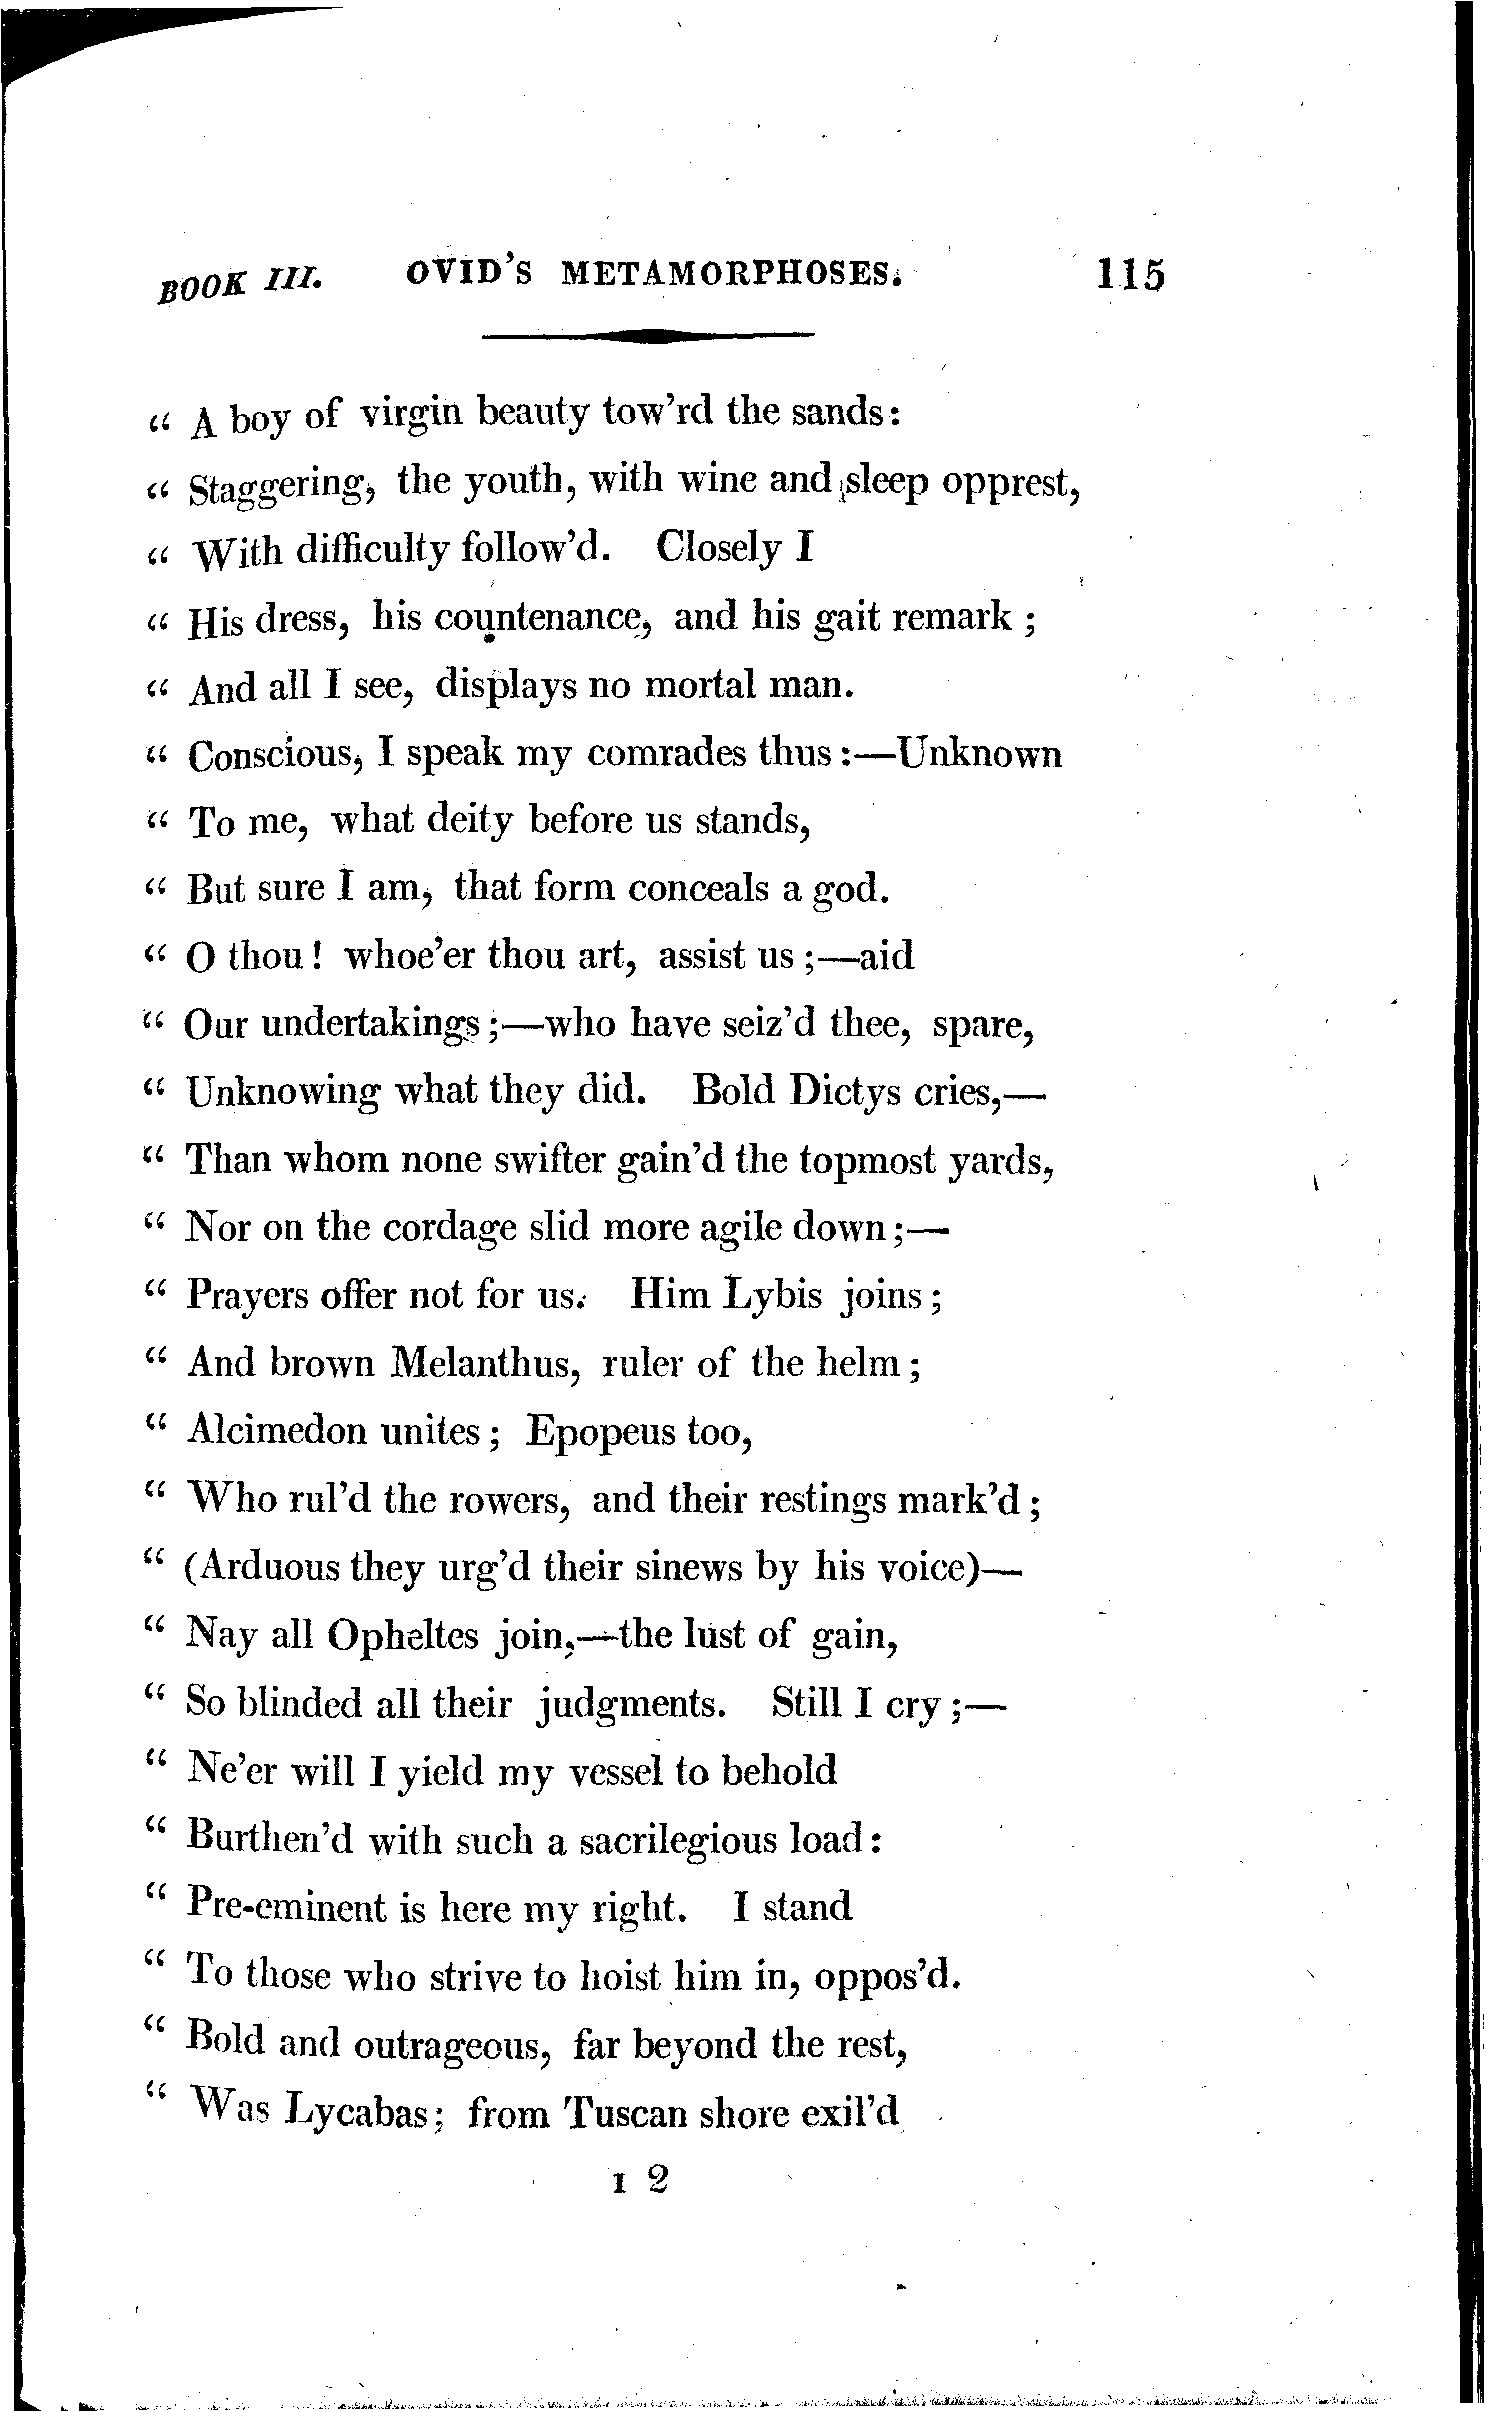 BOOK III. OVID'S METAMORPHOSES. 115
“ A boy of virgin beauty tow'rd the sands:
“ Staggering, the youth, with wine and sleep opprest,
“ With difficulty follow'd. Closely I
“ His dress, his countenance, and his gait remark ;
“ And all I see, displays no mortal man.
“ Conscious, I speak my comrades thus :—Unknown
“ To me, what deity before us stands,
“ But sure I am, that form conceals a god.
“ O thou ! whoe'er thou art, assist us ;—aid
“ Our undertakings ;—who have seiz'd thee, spare,
“ Unknowing what they did. Bold Dictys cries,—
“ Than whom none swifter gain'd the topmost yards,
“ Nor on the cordage slid more agile down ;—
“ Prayers offer not for us. Him Lybis joins ;
“ And brown Melanthus, ruler of the helm ;
“ Alcimedon unites ; Epopeus too,
“ Who rul'd the rowers, and their restings mark'd ;
“ (Arduous they urg'd their sinews by his voice)—
“ Nay all Opheltes join,—the lust of gain,
“ So blinded all their judgments. Still I cry ;—
“ Ne'er will I yield my vessel to behold
“ Burthen'd with such a sacrilegious load :
“ Pre-eminent is here my right. I stand
“ To those who strive to hoist him in, oppos'd.
“ Bold and outrageous, far beyond the rest,
“ Was Lycabas ; from Tuscan shore exil'd
I 2